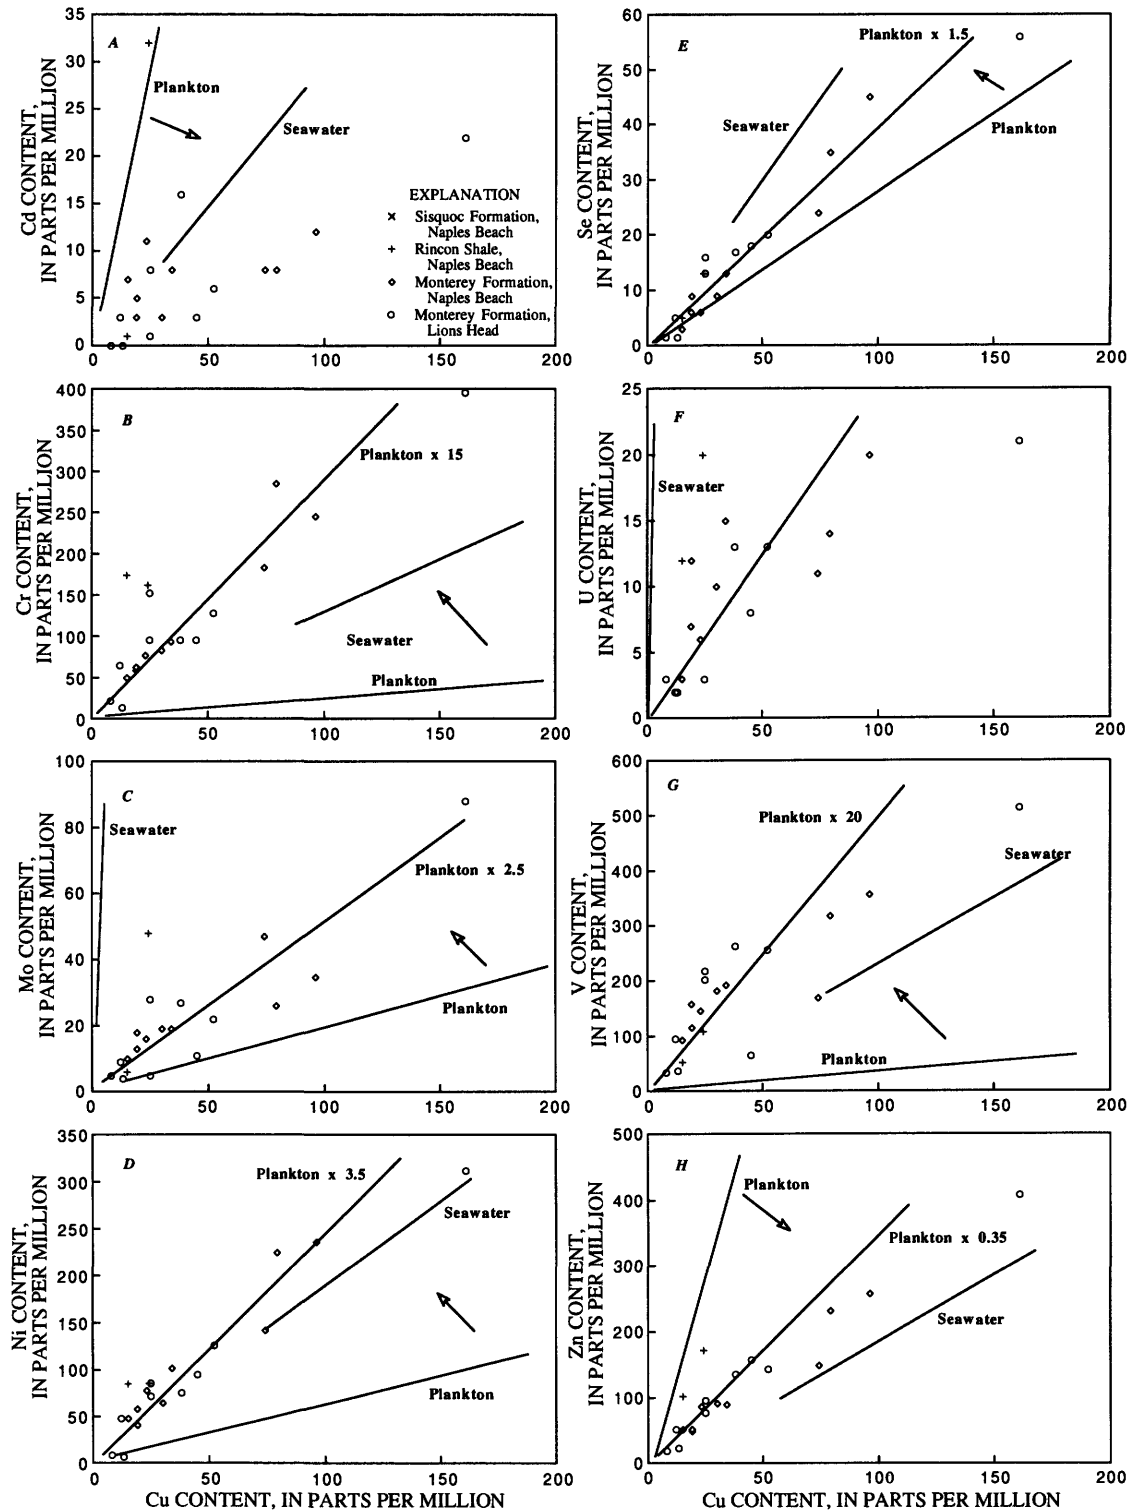 A
Cd CONTENT,
IN PARTS PER MILLION
35
30
25
20
15
10
5
0
0 50 100 150 200
Plankton
Seawater
EXPLANATION
× Sisquoc Formation,
Naples Beach
+ Rincon Shale,
Naples Beach
◇ Monterey Formation,
Naples Beach
○ Monterey Formation,
Lions Head
B
Cr CONTENT,
IN PARTS PER MILLION
400
350
300
250
200
150
100
50
0
0 50 100 150 200
Plankton x 15
Seawater
Plankton
C
Mo CONTENT,
IN PARTS PER MILLION
100
80
60
40
20
0
0 50 100 150 200
Seawater
Plankton x 2.5
Plankton
D
Ni CONTENT,
IN PARTS PER MILLION
350
300
250
200
150
100
50
0
0 50 100 150 200
Plankton x 3.5
Seawater
Plankton
Cu CONTENT, IN PARTS PER MILLION
E
Se CONTENT,
IN PARTS PER MILLION
60
50
40
30
20
10
0
0 50 100 150 200
Plankton x 1.5
Seawater
Plankton
F
U CONTENT,
IN PARTS PER MILLION
25
20
15
10
5
0
0 50 100 150 200
Seawater
G
V CONTENT,
IN PARTS PER MILLION
600
500
400
300
200
100
0
0 50 100 150 200
Plankton x 20
Seawater
Plankton
H
Zn CONTENT,
IN PARTS PER MILLION
500
400
300
200
100
0
0 50 100 150 200
Plankton
Plankton x 0.35
Seawater
Cu CONTENT, IN PARTS PER MILLION